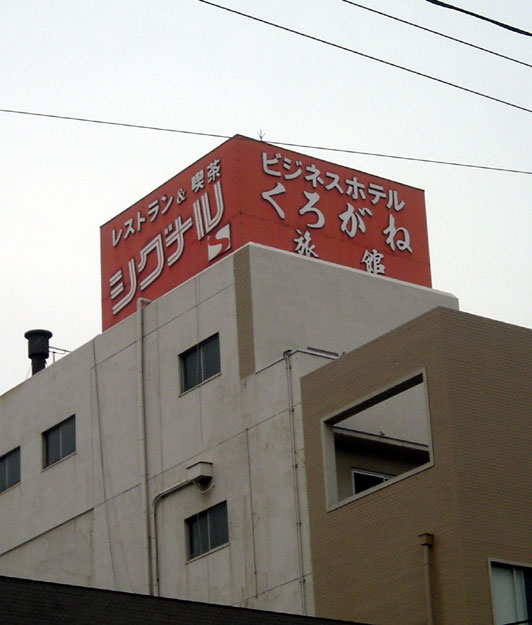 レストラン&喫茶
シグナル
ビジネスホテル
くろがね
旅館